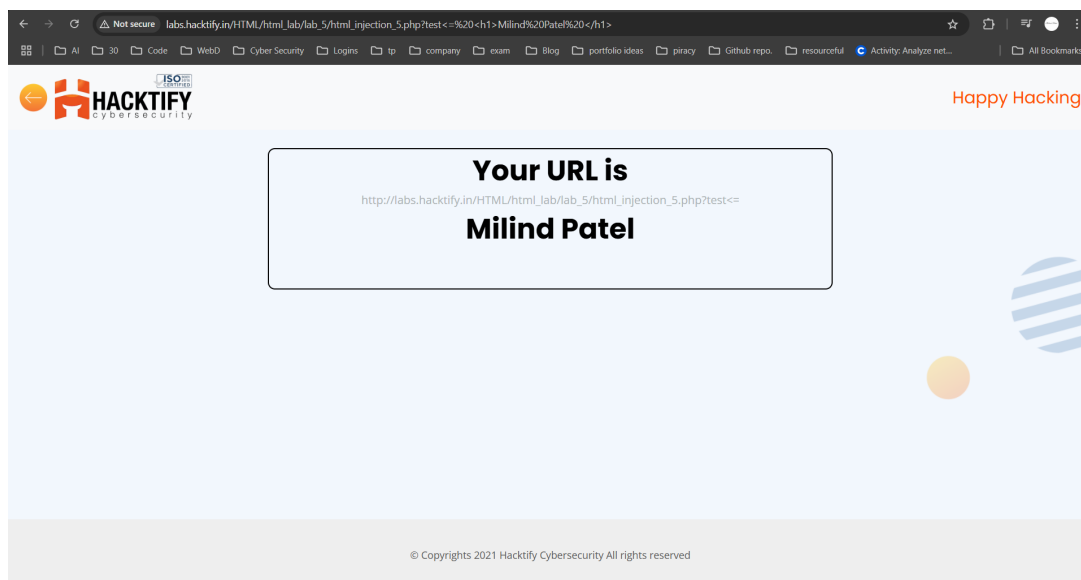 Not secure labs.hacktify.in/HTML/html_lab/lab_5/html_injection_5.php?test<=%20<h1>Milind%20Patel%20</h1>
AI 30 Code WebD Cyber Security Logins tp company exam Blog portfolio ideas piracy Github repo. resourceful Activity: Analyze net... All Bookmarks
ISO
CERTIFIED
HACKTIFY
cybersecurity
Happy Hacking
Your URL is
http://labs.hacktify.in/HTML/html_lab/lab_5/html_injection_5.php?test<=
Milind Patel
© Copyrights 2021 Hacktify Cybersecurity All rights reserved